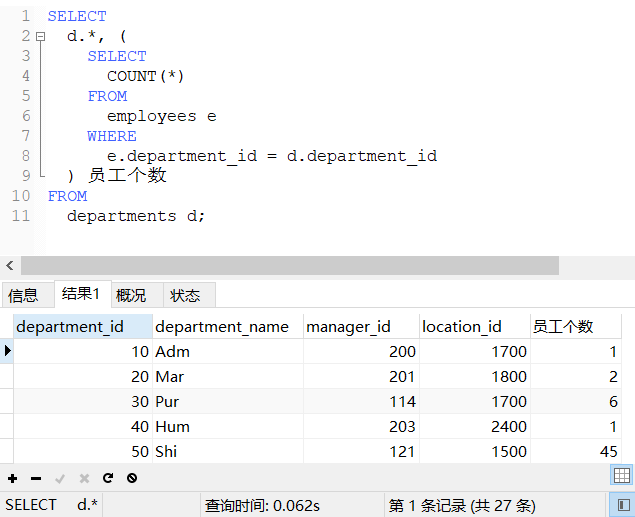 1 SELECT
2 d.*, (
3 SELECT
4 COUNT(*)
5 FROM
6 employees e
7 WHERE
8 e.department_id = d.department_id
9 ) 员工个数
10 FROM
11 departments d;
信息 结果1 概况 状态
department_id department_name manager_id location_id 员工个数
10 Adm 200 1700 1
20 Mar 201 1800 2
30 Pur 114 1700 6
40 Hum 203 2400 1
50 Shi 121 1500 45
SELECT d.* 查询时间: 0.062s 第 1 条记录 (共 27 条)